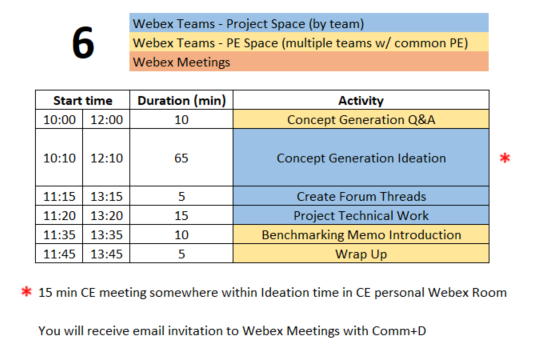 6
Webex Teams - Project Space (by team)
Webex Teams - PE Space (multiple teams w/ common PE)
Webex Meetings
Start time Duration (min) Activity
10:00 12:00 10 Concept Generation Q&A
10:10 12:10 65 Concept Generation Ideation *
11:15 13:15 5 Create Forum Threads
11:20 13:20 15 Project Technical Work
11:35 13:35 10 Benchmarking Memo Introduction
11:45 13:45 5 Wrap Up
* 15 min CE meeting somewhere within Ideation time in CE personal Webex Room
You will receive email invitation to Webex Meetings with Comm+D